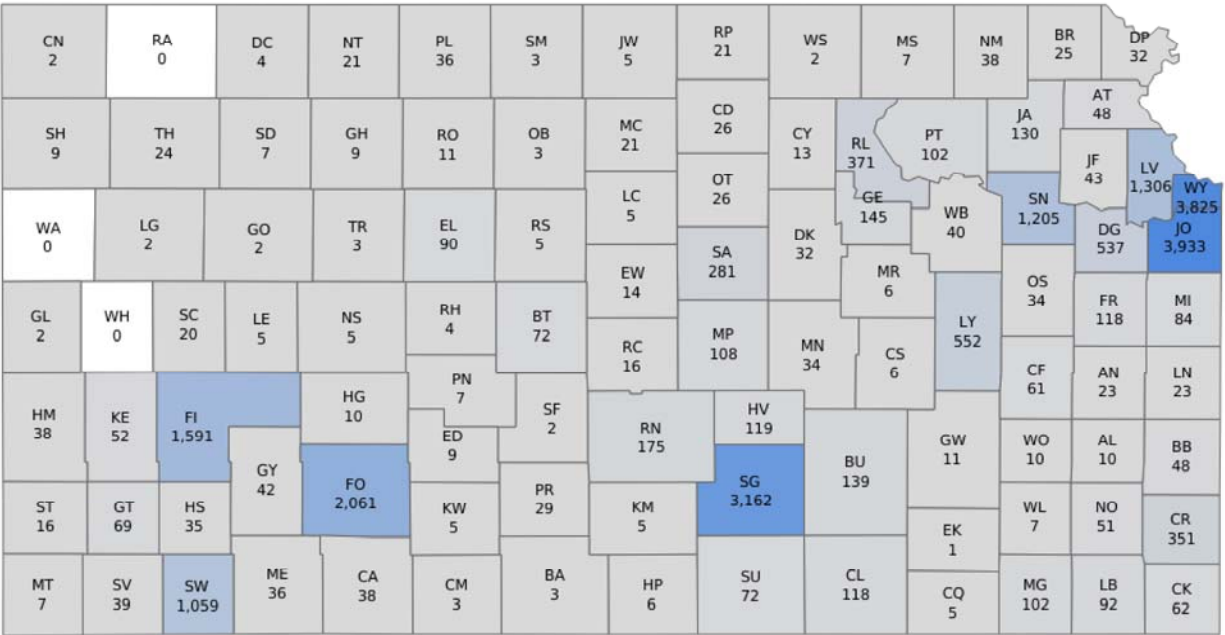 CN
2
RA
0
DC
4
NT
21
PL
36
SM
3
JW
5
RP
21
WS
2
MS
7
NM
38
BR
25
DP
32
SH
9
TH
24
SD
7
GH
9
RO
11
OB
3
MC
21
CD
26
CY
13
RL
371
PT
102
JA
130
AT
48
JF
43
LV
1,306
WY
3,825
WA
0
LG
2
GO
2
TR
3
EL
90
RS
5
LC
5
OT
26
SA
281
DK
32
GE
145
WB
40
SN
1,205
DG
537
JO
3,933
GL
2
WH
0
SC
20
LE
5
NS
5
RH
4
BT
72
EW
14
RC
16
MP
108
MN
34
MR
6
CS
6
LY
552
OS
34
FR
118
MI
84
CF
61
AN
23
LN
23
HM
38
KE
52
FI
1,591
HG
10
PN
7
ED
9
SF
2
RN
175
HV
119
BU
139
GW
11
WO
10
AL
10
BB
48
GY
42
FO
2,061
SG
3,162
ST
16
GT
69
HS
35
KW
5
PR
29
KM
5
EK
1
WL
7
NO
51
CR
351
MT
7
SV
39
SW
1,059
ME
36
CA
38
CM
3
BA
3
HP
6
SU
72
CL
118
CQ
5
MG
102
LB
92
CK
62